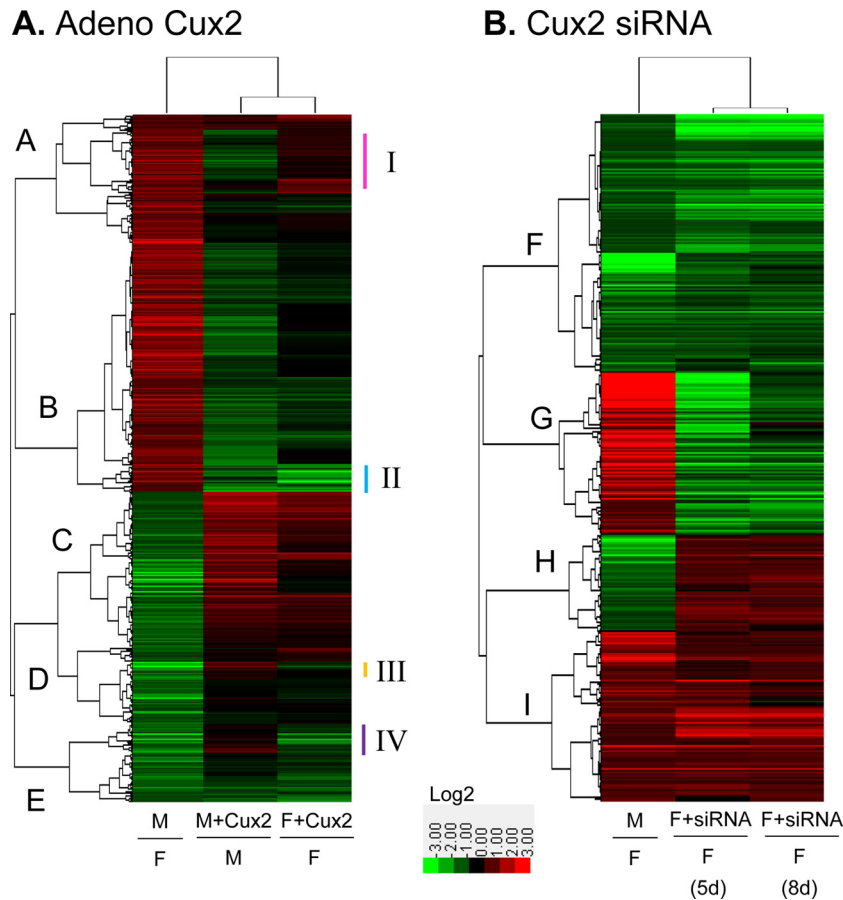 A. Adeno Cux2
B. Cux2 siRNA
A
I
B
II
C
D
III
IV
E
F
G
H
I
M
F
M+Cux2
M
F+Cux2
F
Log2
-3.00
-2.00
-1.00
0.00
1.00
2.00
3.00
M
F
F+siRNA
F
(5d)
F+siRNA
F
(8d)